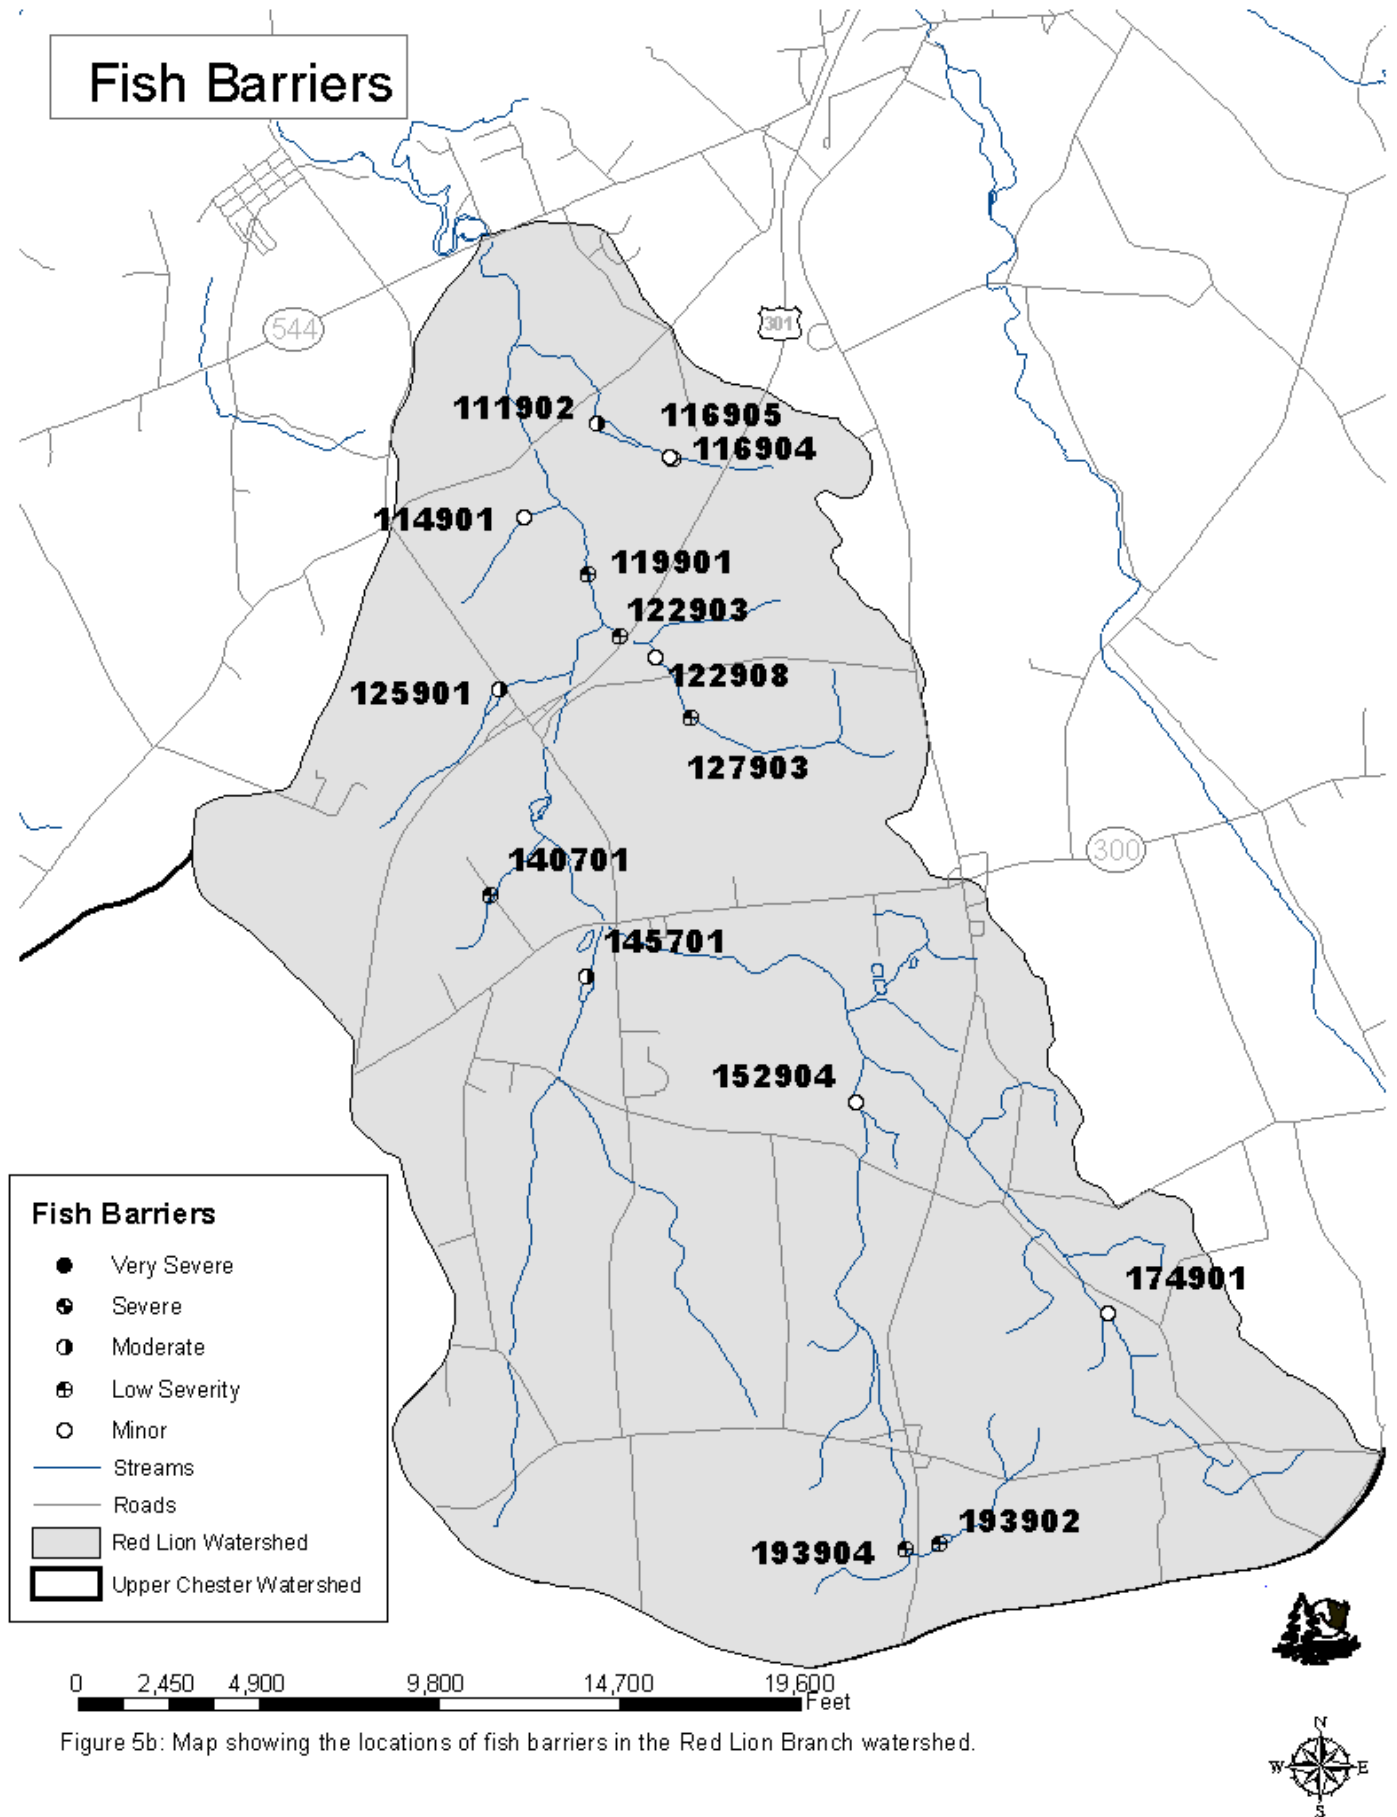 Fish Barriers
544
301
111902
116905
116904
114901
119901
122903
122908
125901
127903
300
140701
145701
152904
174901
193902
193904
Fish Barriers
Very Severe
Severe
Moderate
Low Severity
Minor
Streams
Roads
Red Lion Watershed
Upper Chester Watershed
0 2,450 4,900 9,800 14,700 19,600
Feet
Figure 5b: Map showing the locations of fish barriers in the Red Lion Branch watershed.
N
W E
S